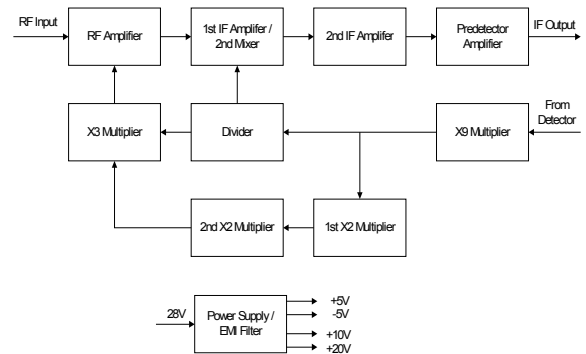 RF Input
RF Amplifier
1st IF Amplifer /
2nd Mixer
2nd IF Amplifer
Predetector
Amplifier
IF Output
X3 Multiplier
Divider
X9 Multiplier
From
Detector
2nd X2 Multiplier
1st X2 Multiplier
28V
Power Supply /
EMI Filter
+5V
-5V
+10V
+20V